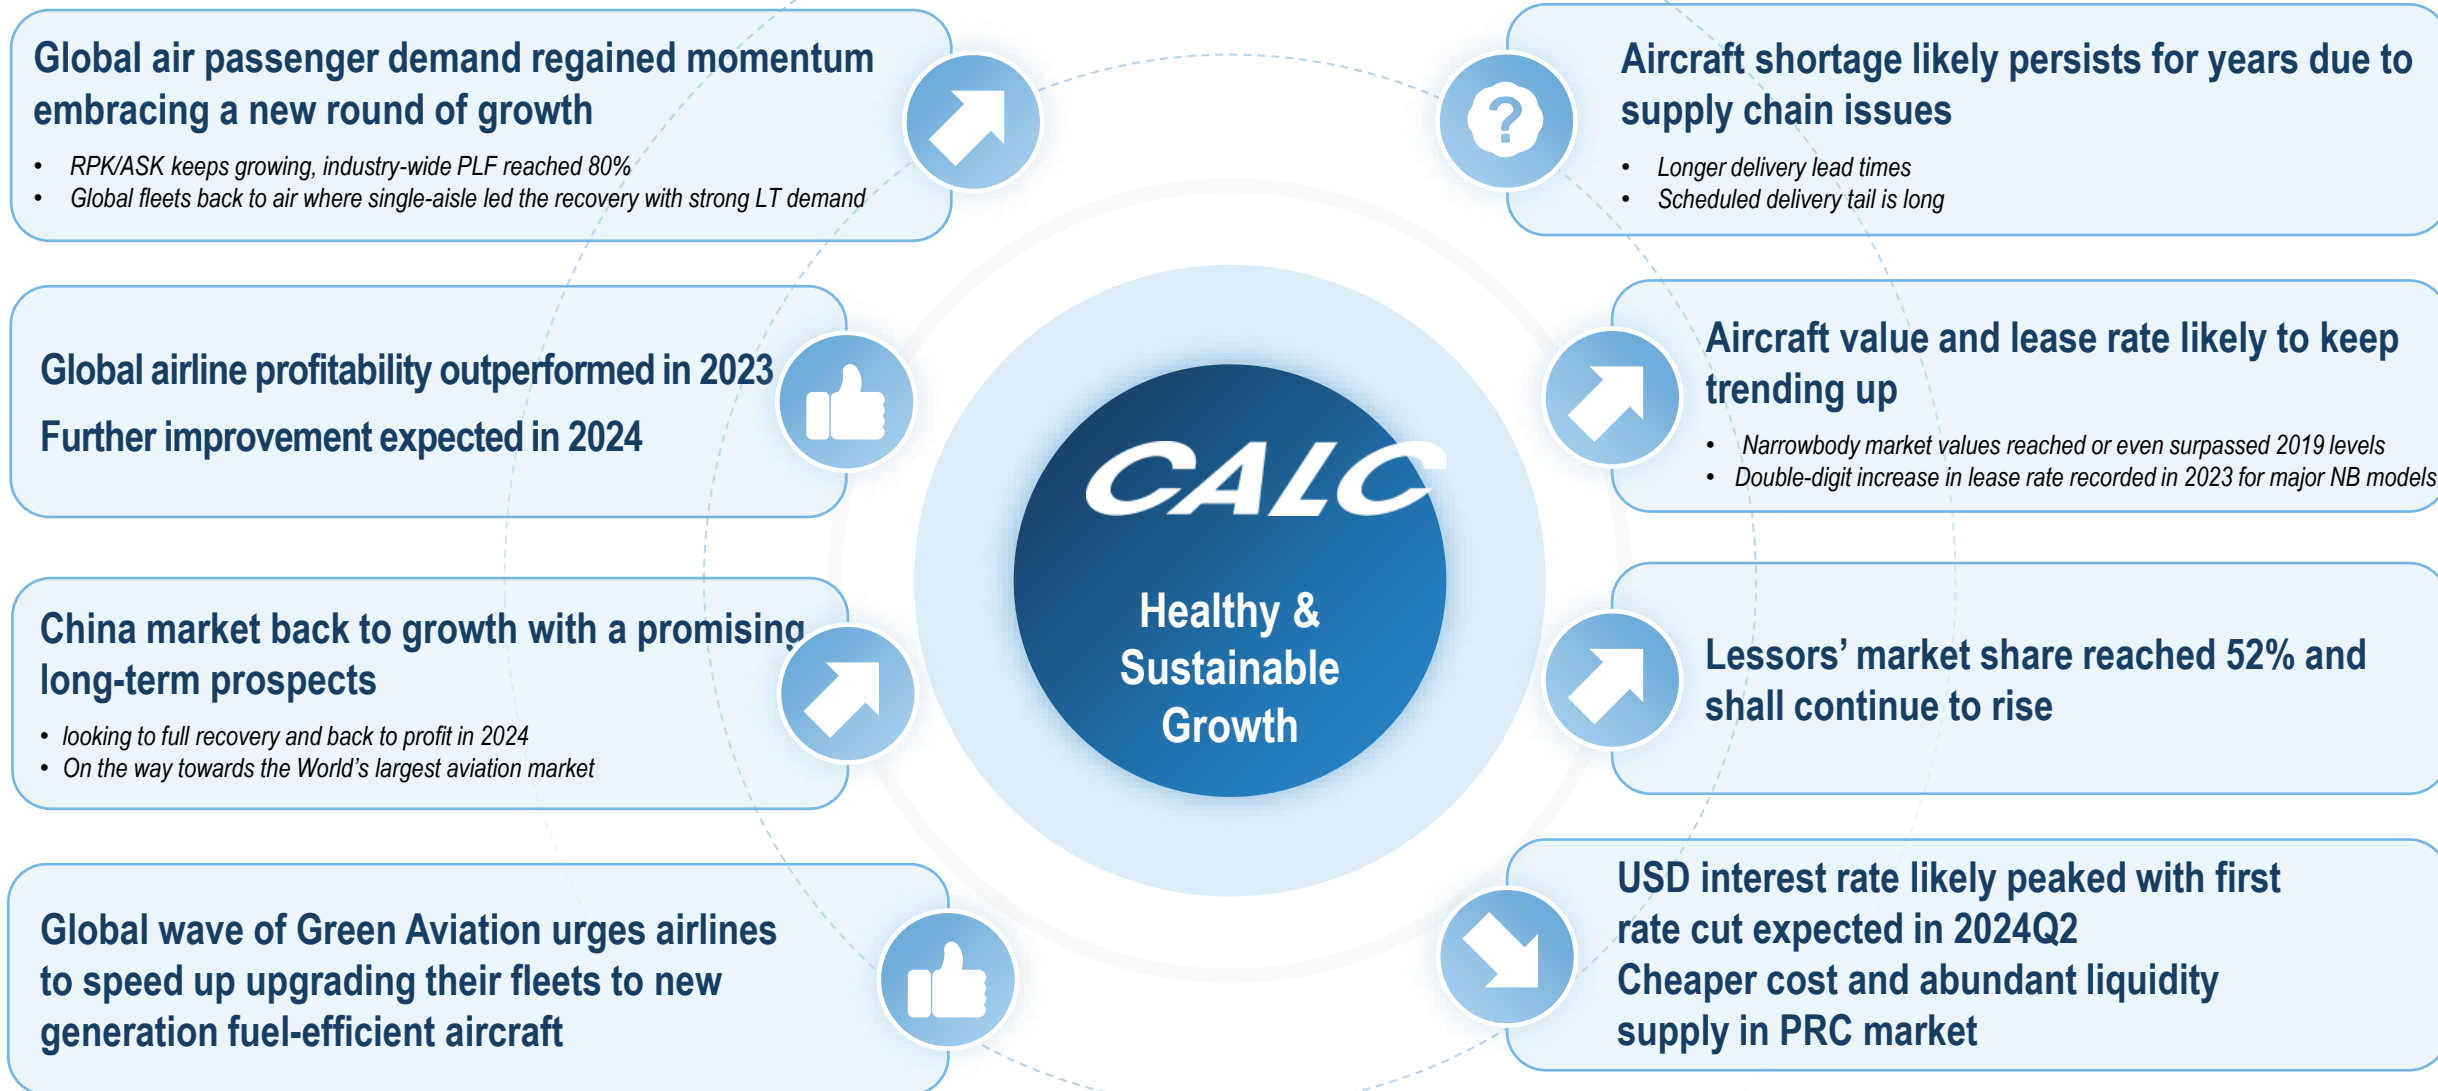 Global air passenger demand regained momentum
embracing a new round of growth
• RPK/ASK keeps growing, industry-wide PLF reached 80%
• Global fleets back to air where single-aisle led the recovery with strong LT demand
Global airline profitability outperformed in 2023
Further improvement expected in 2024
China market back to growth with a promising
long-term prospects
• looking to full recovery and back to profit in 2024
• On the way towards the World's largest aviation market
Global wave of Green Aviation urges airlines
to speed up upgrading their fleets to new
generation fuel-efficient aircraft
CALC
Healthy &
Sustainable
Growth
?
Aircraft shortage likely persists for years due to
supply chain issues
• Longer delivery lead times
• Scheduled delivery tail is long
Aircraft value and lease rate likely to keep
trending up
• Narrowbody market values reached or even surpassed 2019 levels
• Double-digit increase in lease rate recorded in 2023 for major NB models
Lessors' market share reached 52% and
shall continue to rise
USD interest rate likely peaked with first
rate cut expected in 2024Q2
Cheaper cost and abundant liquidity
supply in PRC market